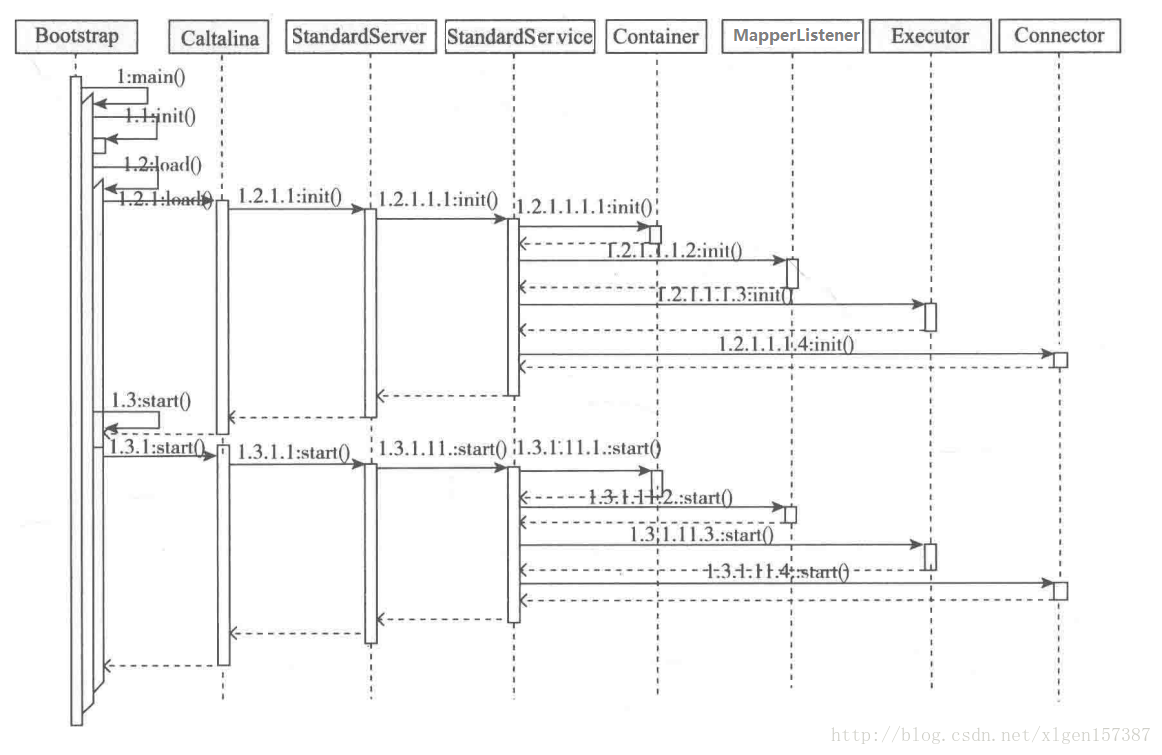 Bootstrap
Caltalina
StandardServer
StandardService
Container
MapperListener
Executor
Connector
1:main()
1.1:init()
1.2:load()
1.2.1:load()
1.2.1.1:init()
1.2.1.1.1:init()
1.2.1.1.1.1:init()
1.2.1.1.1.2:init()
1.2.1.1.1.3:init()
1.2.1.1.1.4:init()
1.3:start()
1.3.1:start()
1.3.1.1:start()
1.3.1.11.:start()
1.3.1.11.1.:start()
1.3.1.11.2.:start()
1.3.1.11.3.:start()
1.3.1.11.4.:start()
http://blog.csdn.net/xlgen157387